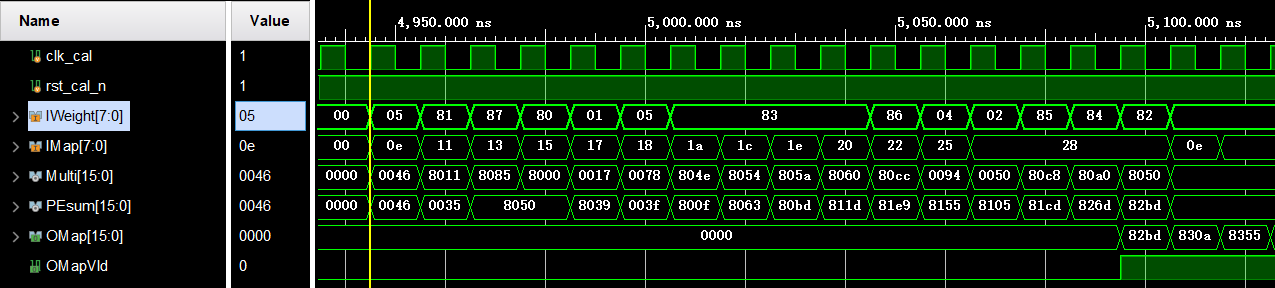 Name Value 4,950.000 ns 5,000.000 ns 5,050.000 ns 5,100.000 ns
clk_cal 1
rst_cal_n 1
IWeight[7:0] 05 00 05 81 87 80 01 05 83 86 04 02 85 84 82
IMap[7:0] 0e 00 0e 11 13 15 17 18 1a 1c 1e 20 22 25 28 0e
Multi[15:0] 0046 0000 0046 8011 8085 8000 0017 0078 804e 8054 805a 8060 80cc 0094 0050 80c8 80a0 8050
PEsum[15:0] 0046 0000 0046 0035 8050 8039 003f 800f 8063 80bd 811d 81e9 8155 8105 81cd 826d 82bd
OMap[15:0] 0000 0000 82bd 830a 8355
OMapVld 0